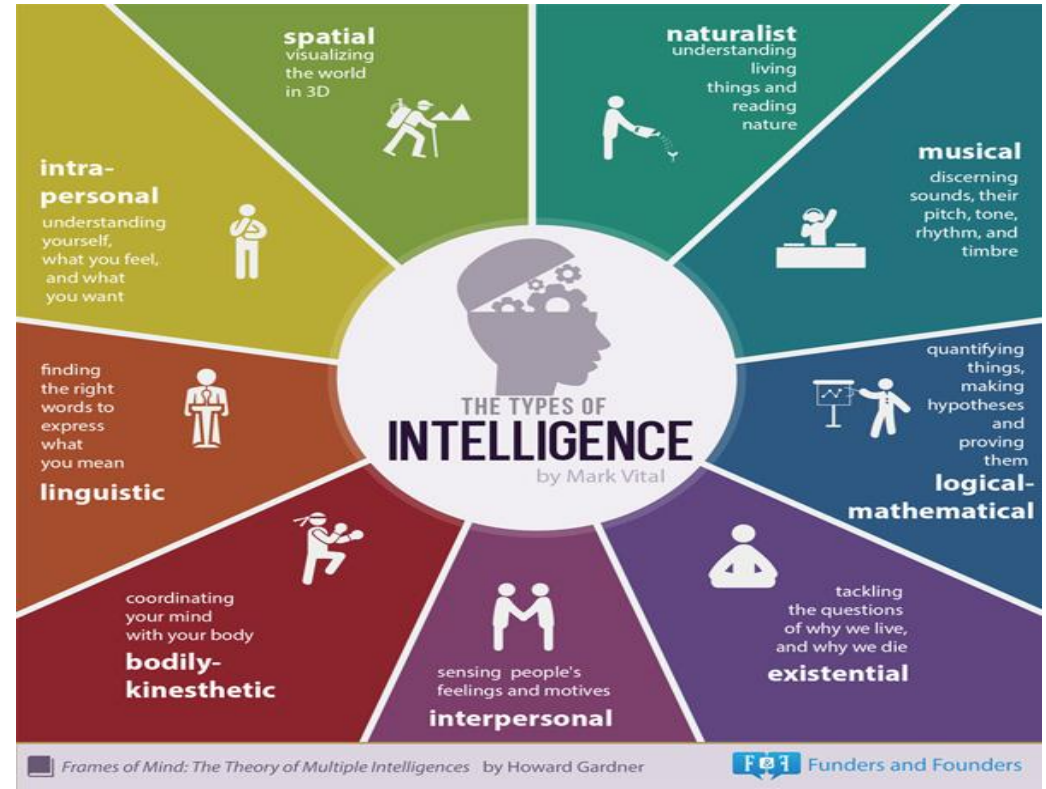 spatial
visualizing
the world
in 3D
naturalist
understanding
living
things and
reading
nature
musical
discerning
sounds, their
pitch, tone,
rhythm, and
timbre
quantifying
things,
making
hypotheses
and
proving
them
logical-
mathematical
tackling
the questions
of why we live,
and why we die
existential
sensing people's
feelings and motives
interpersonal
coordinating
your mind
with your body
bodily-
kinesthetic
finding
the right
words to
express
what
you mean
linguistic
intra-
personal
understanding
yourself,
what you feel,
and what
you want
THE TYPES OF
INTELLIGENCE
by Mark Vital
Frames of Mind: The Theory of Multiple Intelligences by Howard Gardner
F&F Funders and Founders